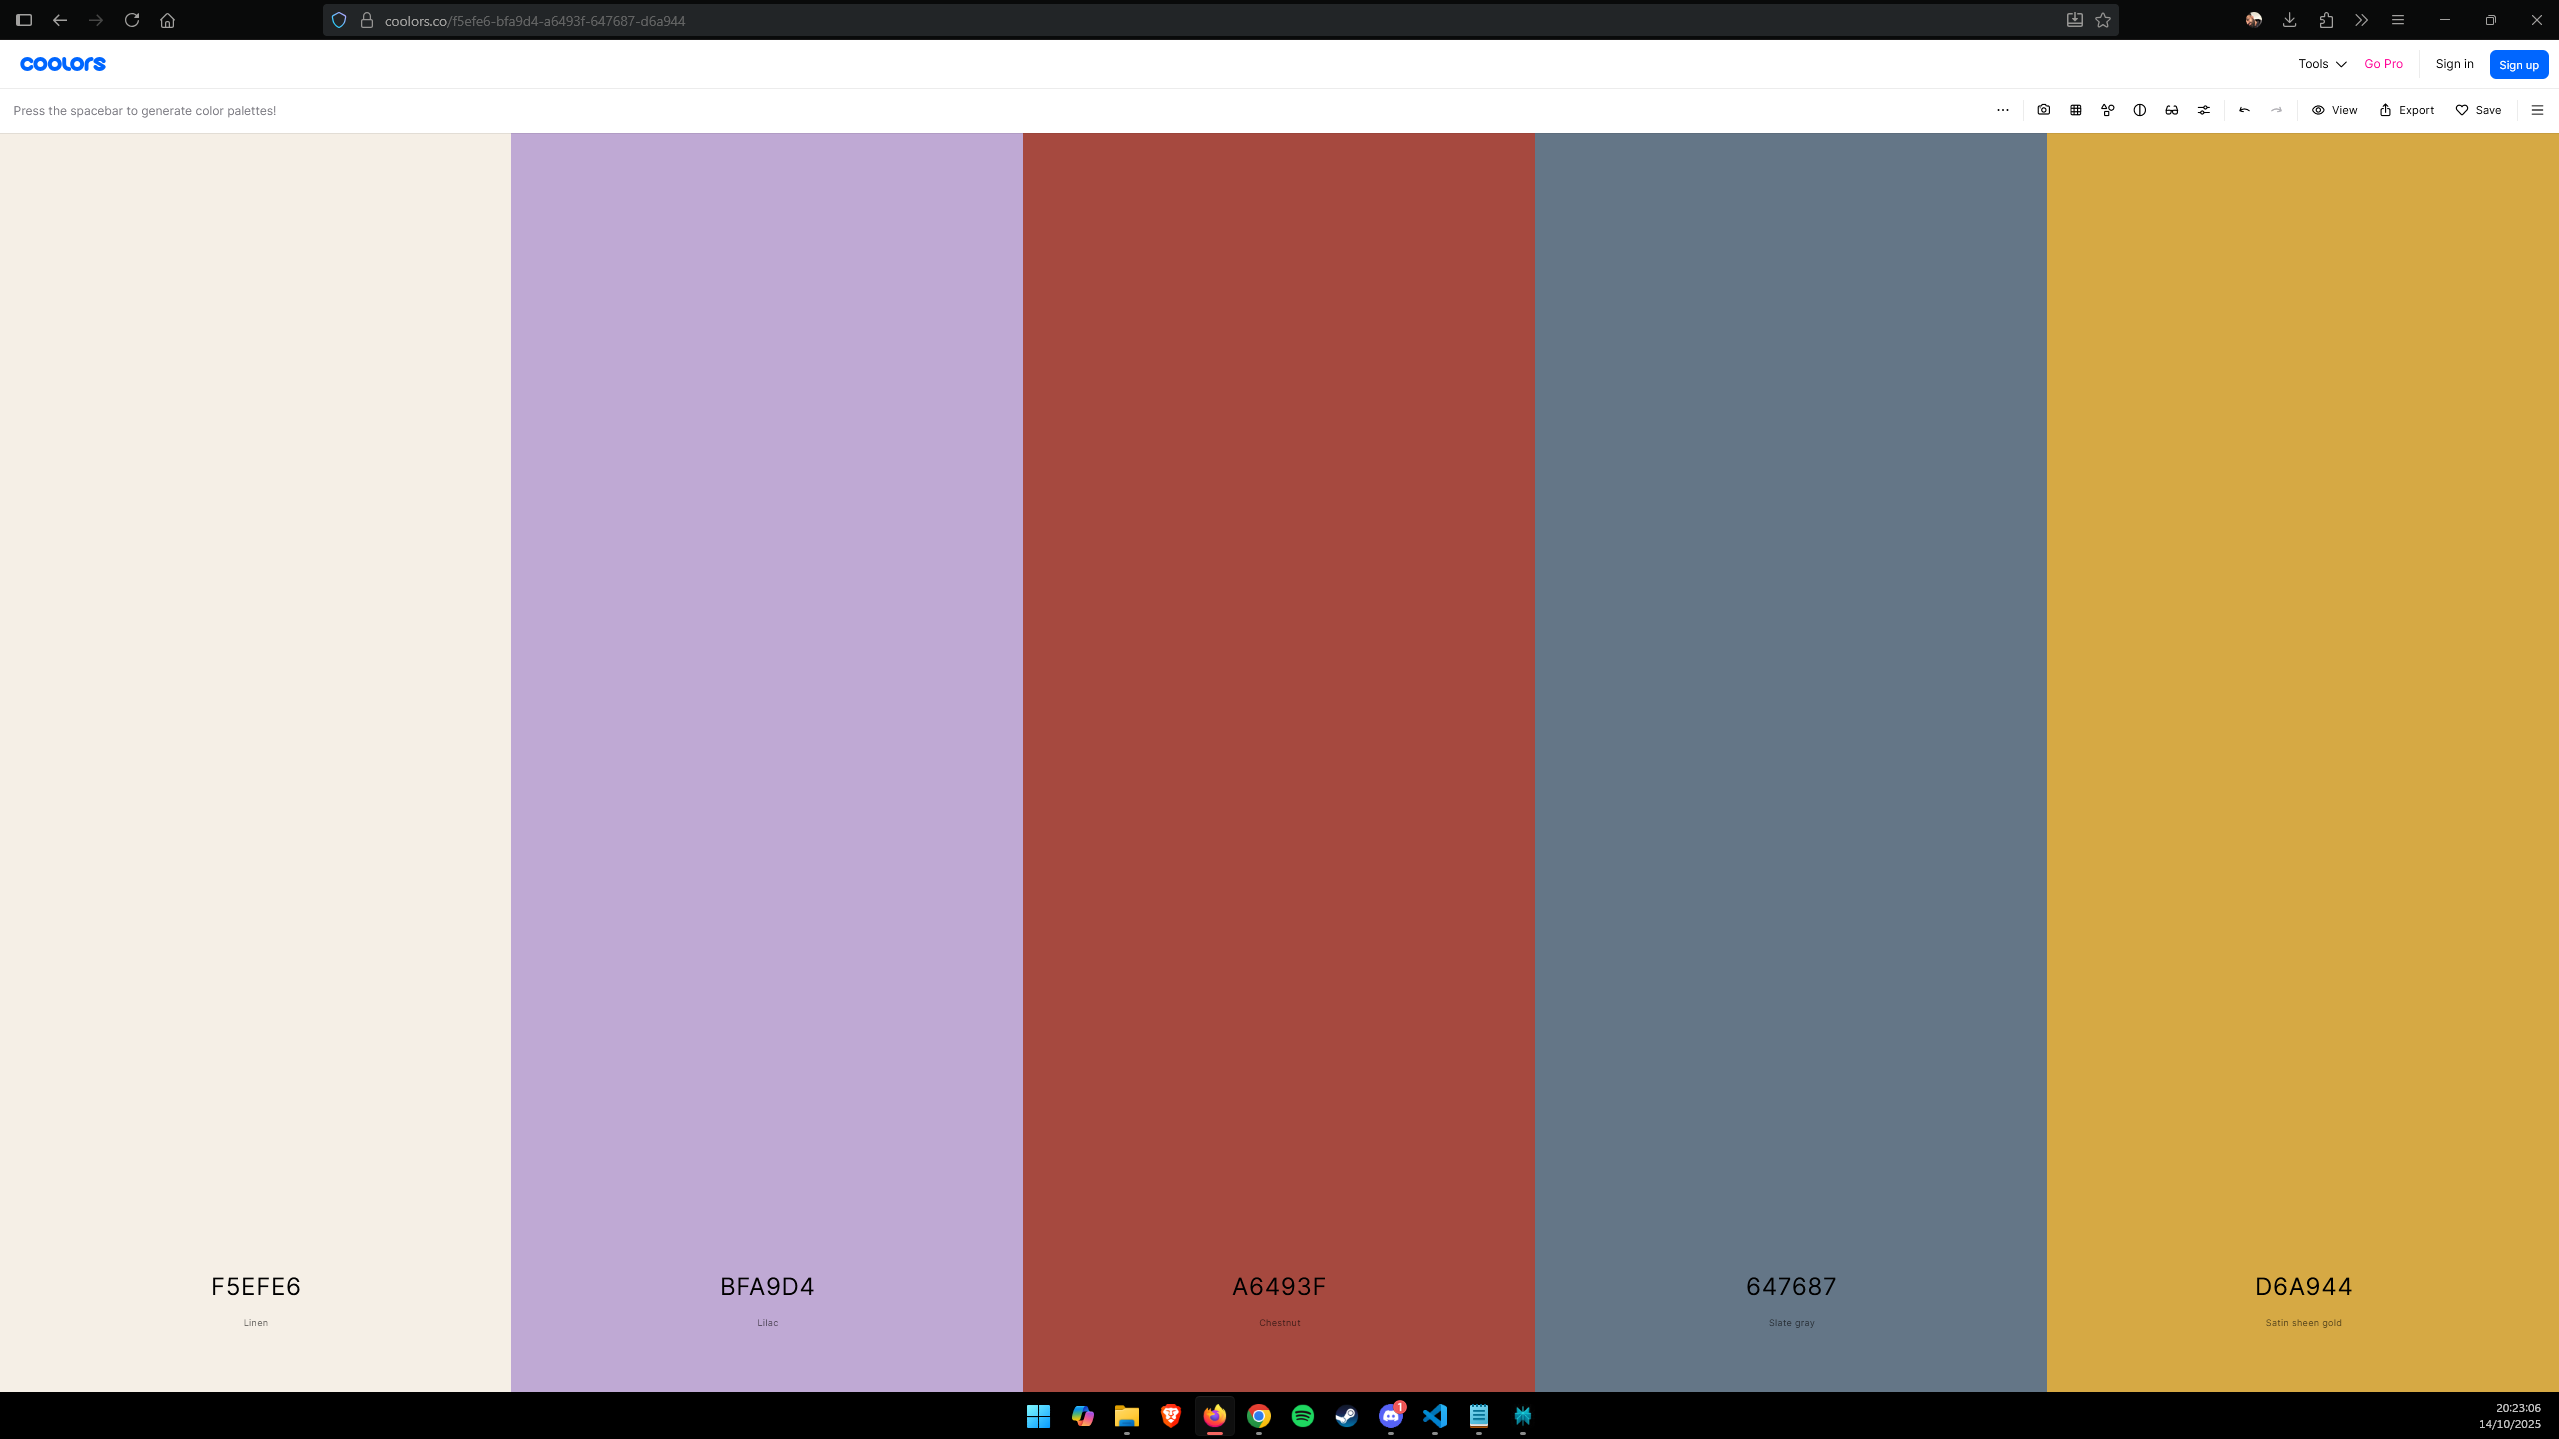 coolors.co/f5efe6-bfa9d4-a6493f-647687-d6a944
coolors
Tools
Go Pro
Sign in
Sign up
Press the spacebar to generate color palettes!
View
Export
Save
F5EFE6
Linen
BFA9D4
Lilac
A6493F
Chestnut
647687
Slate gray
D6A944
Satin sheen gold
1
20:23:06
14/10/2025